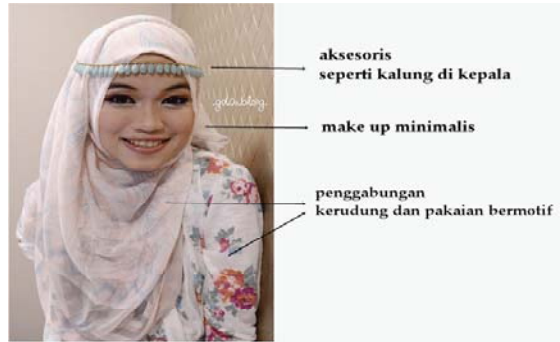 aksesoris
seperti kalung di kepala
make up minimalis
penggabungan
kerudung dan pakaian bermotif